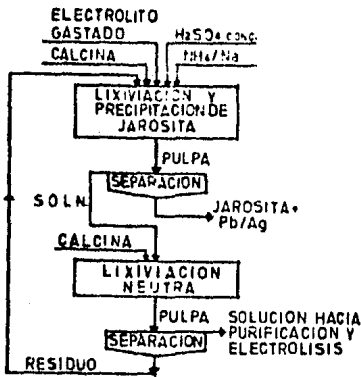 ELECTROLITO
GASTADO
H₂SO₄ conc.
CALCINA
NH₄/Na
LIXIVIACION Y
PRECIPITACION DE
JAROSITA
PULPA
SEPARACION
SOLN.
JAROSITA+
Pb/Ag
CALCINA
LIXIVIACION
NEUTRA
PULPA
SOLUCION HACIA
PURIFICACION Y
ELECTROLISIS
SEPARACION
RESIDUO